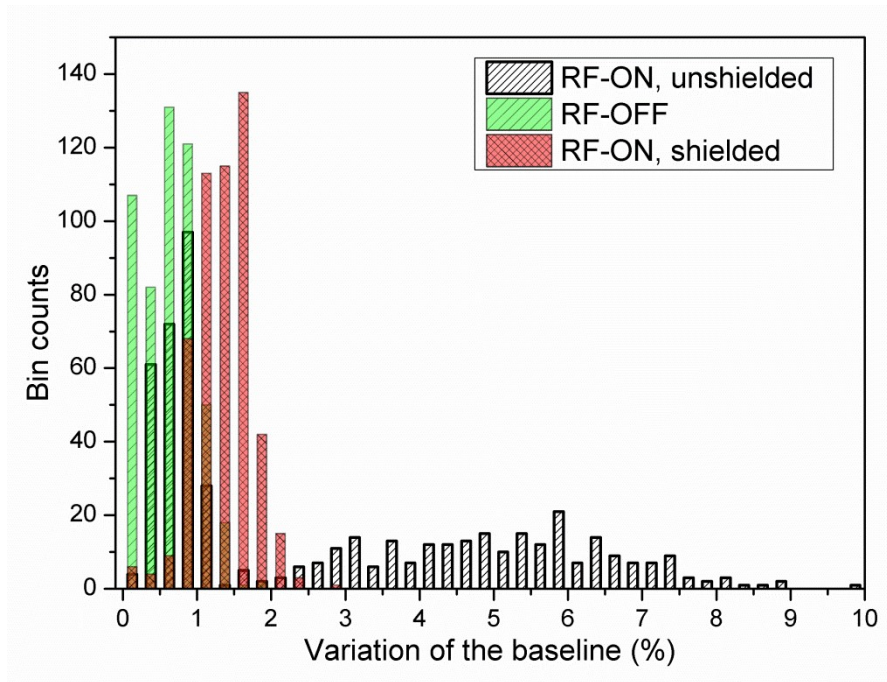 RF-ON, unshielded
RF-OFF
RF-ON, shielded
Bin counts
140
120
100
80
60
40
20
0
0 1 2 3 4 5 6 7 8 9 10
Variation of the baseline (%)